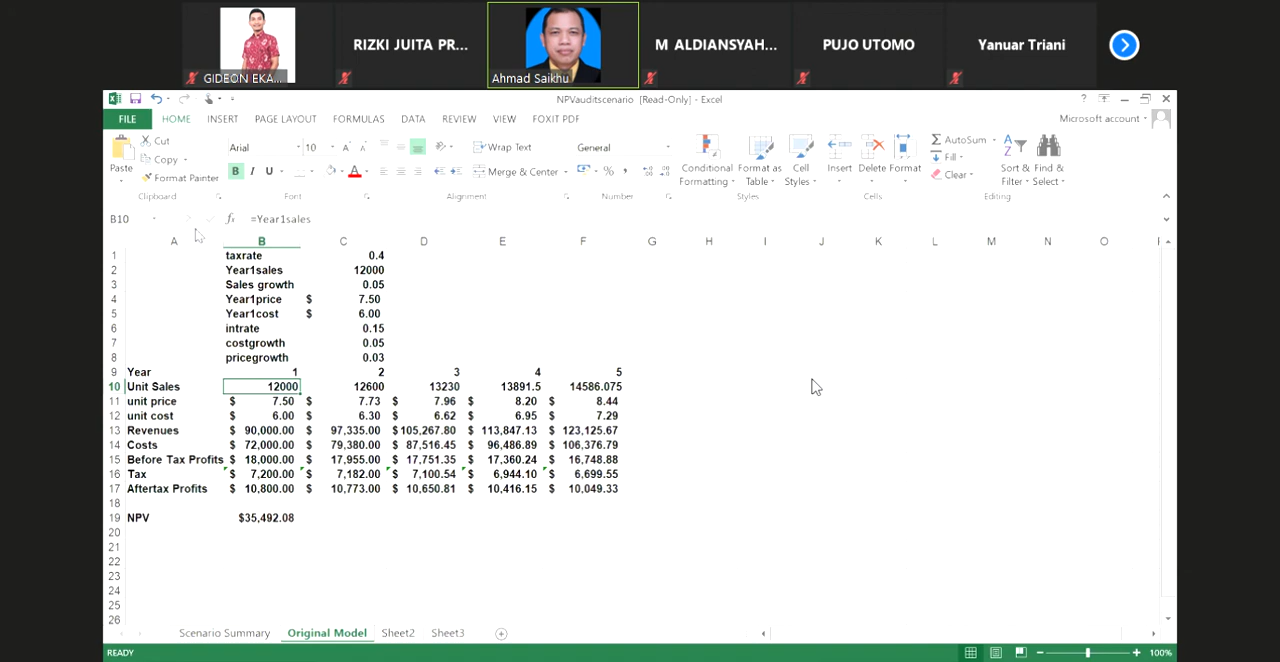 GIDEON EKA...
RIZKI JUITA PR...
Ahmad Saikhu
M ALDIANSYAH...
PUJO UTOMO
Yanuar Triani
NPVauditscenario [Read-Only] - Excel
FILE HOME INSERT PAGE LAYOUT FORMULAS DATA REVIEW VIEW FOXIT PDF Microsoft account
Paste Cut Copy Format Painter Clipboard
Arial 10 B I U A Font
Wrap Text Merge & Center Alignment
General % , Number
Conditional Formatting Format as Table Cell Styles Styles
Insert Delete Format Cells
AutoSum Fill Clear Sort & Filter Find & Select Editing
B10 fx =Year1sales
A B C D E F G H I J K L M N O
1 taxrate 0.4
2 Year1sales 12000
3 Sales growth 0.05
4 Year1price $ 7.50
5 Year1cost $ 6.00
6 intrate 0.15
7 costgrowth 0.05
8 pricegrowth 0.03
9 Year 1 2 3 4 5
10 Unit Sales 12000 12600 13230 13891.5 14586.075
11 unit price $ 7.50 $ 7.73 $ 7.96 $ 8.20 $ 8.44
12 unit cost $ 6.00 $ 6.30 $ 6.62 $ 6.95 $ 7.29
13 Revenues $ 90,000.00 $ 97,335.00 $ 105,267.80 $ 113,847.13 $ 123,125.67
14 Costs $ 72,000.00 $ 79,380.00 $ 87,516.45 $ 96,486.89 $ 106,376.79
15 Before Tax Profits $ 18,000.00 $ 17,955.00 $ 17,751.35 $ 17,360.24 $ 16,748.88
16 Tax $ 7,200.00 $ 7,182.00 $ 7,100.54 $ 6,944.10 $ 6,699.55
17 Aftertax Profits $ 10,800.00 $ 10,773.00 $ 10,650.81 $ 10,416.15 $ 10,049.33
18
19 NPV $35,492.08
20
21
22
23
24
25
26
Scenario Summary Original Model Sheet2 Sheet3
READY 100%